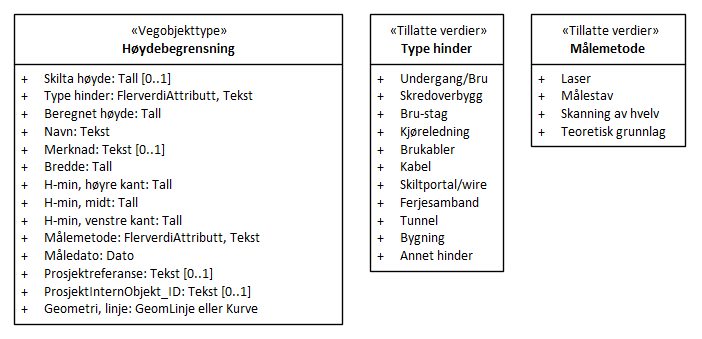 «Vegobjekttype»
Høydebegrensning
+ Skilta høyde: Tall [0..1]
+ Type hinder: FlerverdiAttributt, Tekst
+ Beregnet høyde: Tall
+ Navn: Tekst
+ Merknad: Tekst [0..1]
+ Bredde: Tall
+ H-min, høyre kant: Tall
+ H-min, midt: Tall
+ H-min, venstre kant: Tall
+ Målemetode: FlerverdiAttributt, Tekst
+ Måledato: Dato
+ Prosjektreferanse: Tekst [0..1]
+ ProsjektInternObjekt_ID: Tekst [0..1]
+ Geometri, linje: GeomLinje eller Kurve
«Tillatte verdier»
Type hinder
+ Undergang/Bru
+ Skredoverbygg
+ Bru-stag
+ Kjøreledning
+ Brukabler
+ Kabel
+ Skiltportal/wire
+ Ferjesamband
+ Tunnel
+ Bygning
+ Annet hinder
«Tillatte verdier»
Målemetode
+ Laser
+ Målestav
+ Skanning av hvelv
+ Teoretisk grunnlag